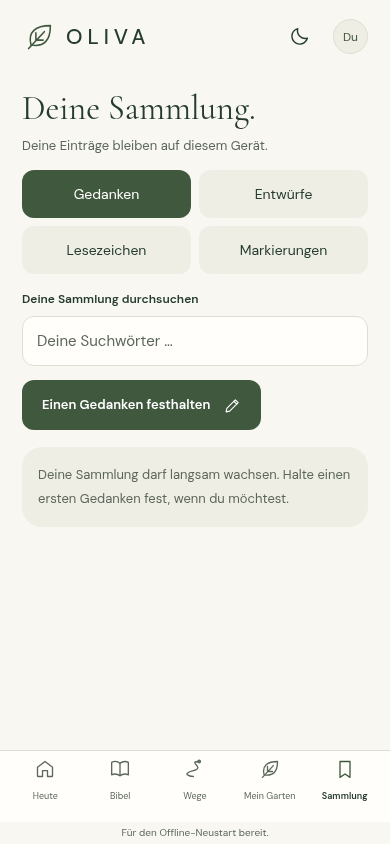 OLIVA
Du
Deine Sammlung.
Deine Einträge bleiben auf diesem Gerät.
Gedanken
Entwürfe
Lesezeichen
Markierungen
Deine Sammlung durchsuchen
Deine Suchwörter ...
Einen Gedanken festhalten
Deine Sammlung darf langsam wachsen. Halte einen
ersten Gedanken fest, wenn du möchtest.
Heute
Bibel
Wege
Mein Garten
Sammlung
Für den Offline-Neustart bereit.